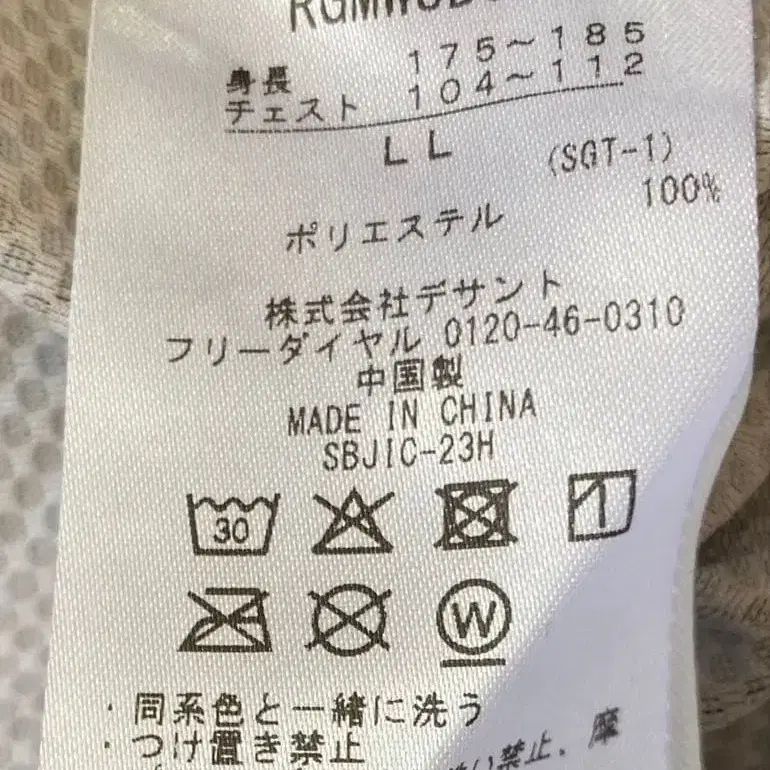 身長 175～185
チェスト 104～112
LL
(SGT-1)
ポリエステル 100%
株式会社デサント
フリーダイヤル 0120-46-0310
中国製
MADE IN CHINA
SBJIC-23H
30
W
・同系色と一緒に洗う
・つけ置き禁止
禁止、摩